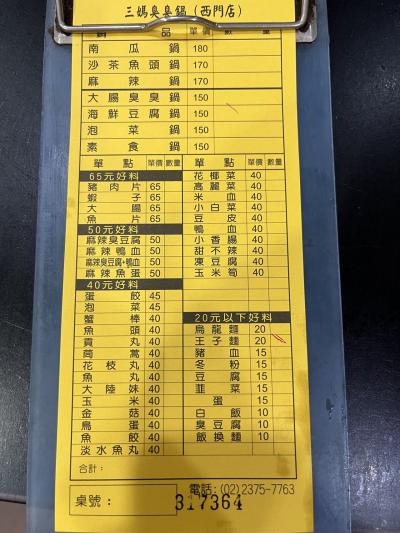 三媽臭臭鍋(西門店)
鍋 品 單價 數 量
南瓜鍋 180
沙茶魚頭鍋 170
麻辣鍋 170
大腸臭臭鍋 150
海鮮豆腐鍋 150
泡菜鍋 150
素食鍋 150
單點 單價 數量
65元好料
豬肉片 65
蝦子 65
大腸 65
魚片 65
50元好料
麻辣臭豆腐 50
麻辣鴨血 50
麻辣臭豆腐+鴨血 50
麻辣魚蛋 50
40元好料
蛋餃 45
泡菜 45
蟹棒 40
魚頭 40
貢丸 40
茼蒿 40
花枝丸 40
魚丸 40
大陸妹 40
玉米 40
金菇 40
鳥蛋 40
魚餃 40
淡水魚丸 40
單點 單價 數量
花椰菜 40
高麗菜 40
米血 40
小白菜 40
豆皮 40
鴨血 40
小香腸 40
甜不辣 40
凍豆腐 40
玉米筍 40
20元以下好料
烏龍麵 20
王子麵 20
豬血 15
冬粉 15
豆腐 15
韮菜 15
蛋 15
白飯 10
臭豆腐 10
飯換麵 10
合計:
桌號:
電話:(02)2375-7763
317364